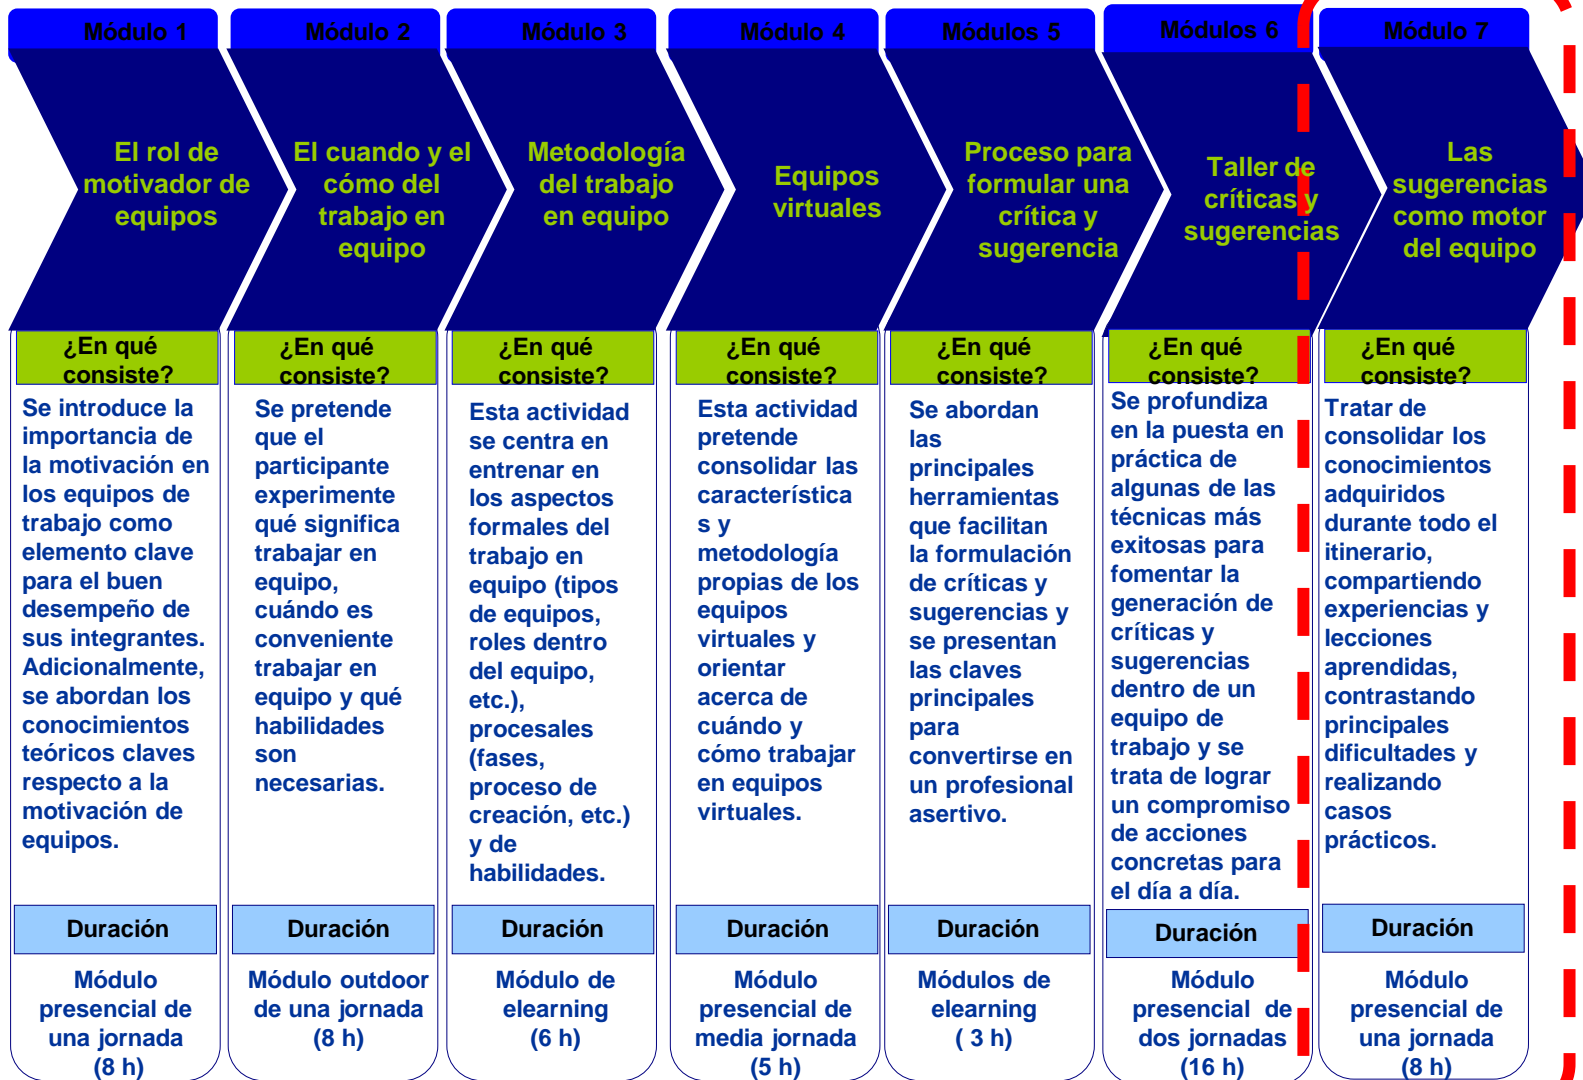 Módulo 1
Módulo 2
Módulo 3
Módulo 4
Módulos 5
Módulos 6
Módulo 7
El rol de
motivador de
equipos
El cuando y el
cómo del
trabajo en
equipo
Metodología
del trabajo
en equipo
Equipos
virtuales
Proceso para
formular una
crítica y
sugerencia
Taller de
críticas y
sugerencias
Las
sugerencias
como motor
del equipo
¿En qué
consiste?
Se introduce la
importancia de
la motivación en
los equipos de
trabajo como
elemento clave
para el buen
desempeño de
sus integrantes.
Adicionalmente,
se abordan los
conocimientos
teóricos claves
respecto a la
motivación de
equipos.
Duración
Módulo
presencial de
una jornada
(8 h)
¿En qué
consiste?
Se pretende
que el
participante
experimente
qué significa
trabajar en
equipo,
cuándo es
conveniente
trabajar en
equipo y qué
habilidades
son
necesarias.
Duración
Módulo outdoor
de una jornada
(8 h)
¿En qué
consiste?
Esta actividad
se centra en
entrenar en
los aspectos
formales del
trabajo en
equipo (tipos
de equipos,
roles dentro
del equipo,
etc.),
procesales
(fases,
proceso de
creación, etc.)
y de
habilidades.
Duración
Módulo de
elearning
(6 h)
¿En qué
consiste?
Esta actividad
pretende
consolidar las
característica
s y
metodología
propias de los
equipos
virtuales y
orientar
acerca de
cuándo y
cómo trabajar
en equipos
virtuales.
Duración
Módulo
presencial de
media jornada
(5 h)
¿En qué
consiste?
Se abordan
las
principales
herramientas
que facilitan
la formulación
de críticas y
sugerencias y
se presentan
las claves
principales
para
convertirse en
un profesional
asertivo.
Duración
Módulos de
elearning
( 3 h)
¿En qué
consiste?
Se profundiza
en la puesta en
práctica de
algunas de las
técnicas más
exitosas para
fomentar la
generación de
críticas y
sugerencias
dentro de un
equipo de
trabajo y se
trata de lograr
un compromiso
de acciones
concretas para
el día a día.
Duración
Módulo
presencial de
dos jornadas
(16 h)
¿En qué
consiste?
Tratar de
consolidar los
conocimientos
adquiridos
durante todo el
itinerario,
compartiendo
experiencias y
lecciones
aprendidas,
contrastando
principales
dificultades y
realizando
casos
prácticos.
Duración
Módulo
presencial de
una jornada
(8 h)